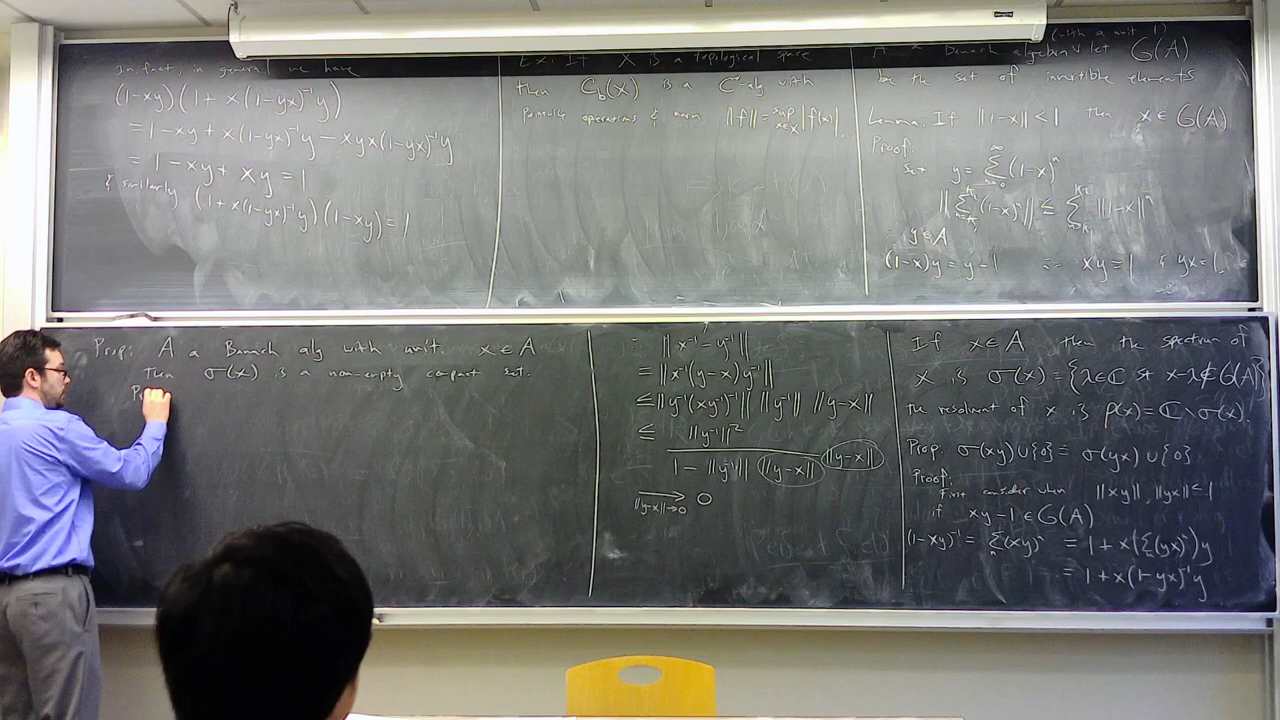 In fact, in general we have
(1-xy)(1+x(1-yx)⁻¹y)
= 1-xy+x(1-yx)⁻¹y-xyx(1-yx)⁻¹y
= 1-xy+xy=1
& similarly (1+x(1-yx)⁻¹y)(1-xy)=1
Ex: If X is a topological space
then C_b(X) is a C*-alg with
pointwise operations & norm ||f||=sup_{x∈X}|f(x)|.
(with a unit 1)
A a Banach algebra let G(A)
be the set of invertible elements
Lemma: If ||1-x||<1 then x∈G(A)
Proof:
set y=∑_{n=0}^∞(1-x)ⁿ
||∑(1-x)ⁿ||≤∑||1-x||ⁿ
y∈A
(1-x)y=y-1 ∴ xy=1 & yx=1.
Prop: A a Banach alg with unit. x∈A
then σ(x) is a non-empty compact set.
∴ ||x⁻¹-y⁻¹||
=||x⁻¹(y-x)y⁻¹||
≤||y⁻¹(xy⁻¹)⁻¹|| ||y⁻¹|| ||y-x||
≤ ||y⁻¹||² / (1-||y⁻¹|| ||y-x||) ||y-x||
→_{||y-x||→0} 0
If x∈A then the spectrum of
x is σ(x)={λ∈ℂ st x-λ∉G(A)}
the resolvent of x is ρ(x)=ℂ\σ(x).
Prop: σ(xy)∪{0}=σ(yx)∪{0}
Proof:
First consider when ||xy||,||yx||<1
if xy-1∈G(A)
(1-xy)⁻¹=∑(xy)ⁿ =1+x(∑(yx)ⁿ)y
=1+x(1-yx)⁻¹y